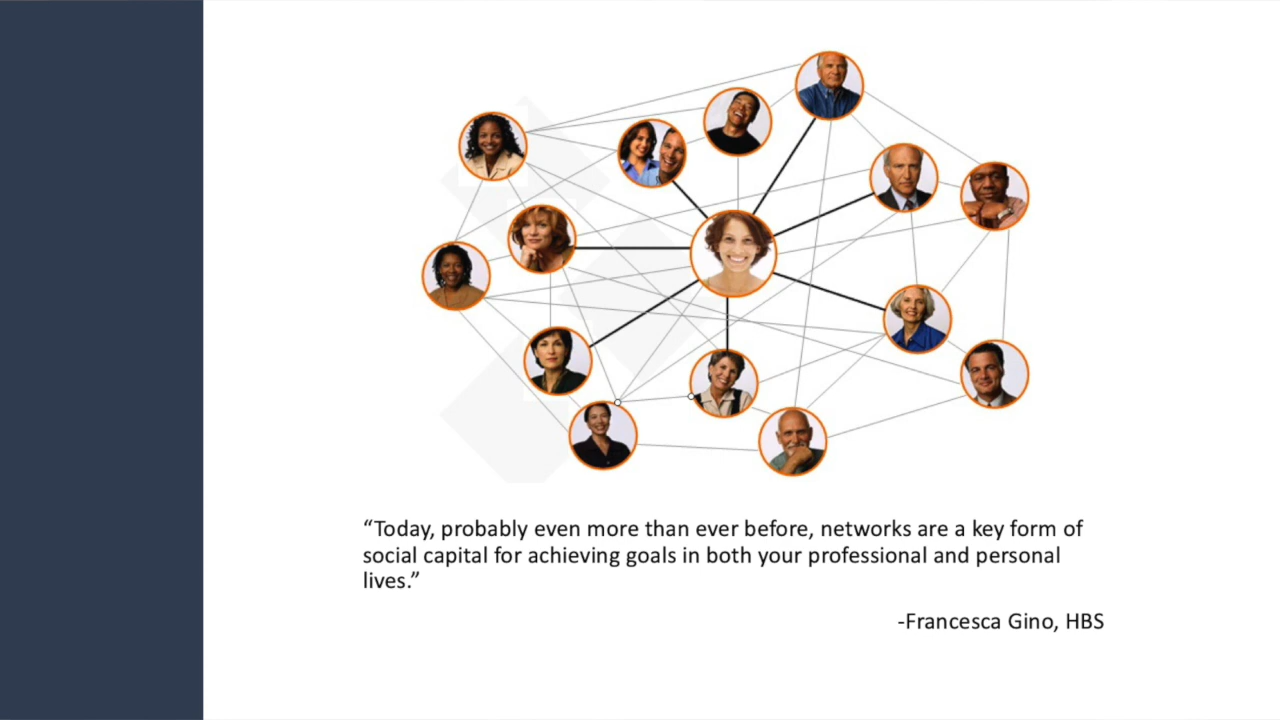 “Today, probably even more than ever before, networks are a key form of
social capital for achieving goals in both your professional and personal
lives.”
-Francesca Gino, HBS